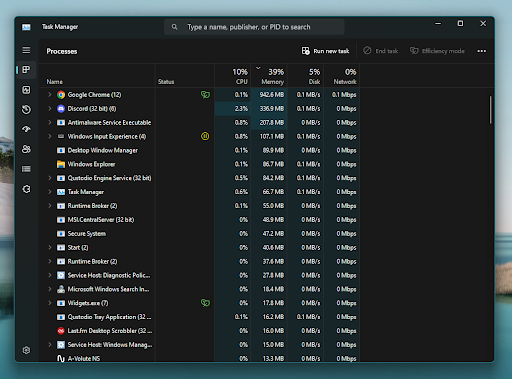 Task Manager
Type a name, publisher, or PID to search
Processes
Run new task
End task
Efficiency mode
10% 39% 5% 0%
Name Status CPU Memory Disk Network
Google Chrome (12) 0.1% 942.6 MB 0.1 MB/s 0.1 Mbps
Discord (32 bit) (6) 2.3% 336.9 MB 0.1 MB/s 0 Mbps
Antimalware Service Executable 0.8% 207.8 MB 0.1 MB/s 0 Mbps
Windows Input Experience (4) 0.8% 107.1 MB 0.1 MB/s 0 Mbps
Desktop Window Manager 0.1% 89.9 MB 0 MB/s 0 Mbps
Windows Explorer 0.1% 86.7 MB 0.1 MB/s 0 Mbps
Qustodio Engine Service (32 bit) 0.5% 84.2 MB 0.1 MB/s 0 Mbps
Task Manager 0.6% 66.7 MB 0.1 MB/s 0 Mbps
Runtime Broker (2) 0.1% 55.0 MB 0 MB/s 0 Mbps
MSI.CentralServer (32 bit) 0% 48.9 MB 0 MB/s 0 Mbps
Secure System 0% 47.2 MB 0 MB/s 0 Mbps
Start (2) 0% 40.6 MB 0 MB/s 0 Mbps
Runtime Broker (2) 0% 37.6 MB 0 MB/s 0 Mbps
Service Host: Diagnostic Polic... 0% 27.8 MB 0 MB/s 0 Mbps
Microsoft Windows Search In... 0% 18.4 MB 0 MB/s 0 Mbps
Widgets.exe (7) 0% 17.8 MB 0 MB/s 0 Mbps
Qustodio Tray Application (32 ... 0.1% 16.2 MB 0.1 MB/s 0 Mbps
Last.fm Desktop Scrobbler (32 ... 0% 16.0 MB 0 MB/s 0 Mbps
Service Host: Windows Manag... 0% 15.0 MB 0 MB/s 0 Mbps
A-Volute NS 0% 13.3 MB 0 MB/s 0 Mbps